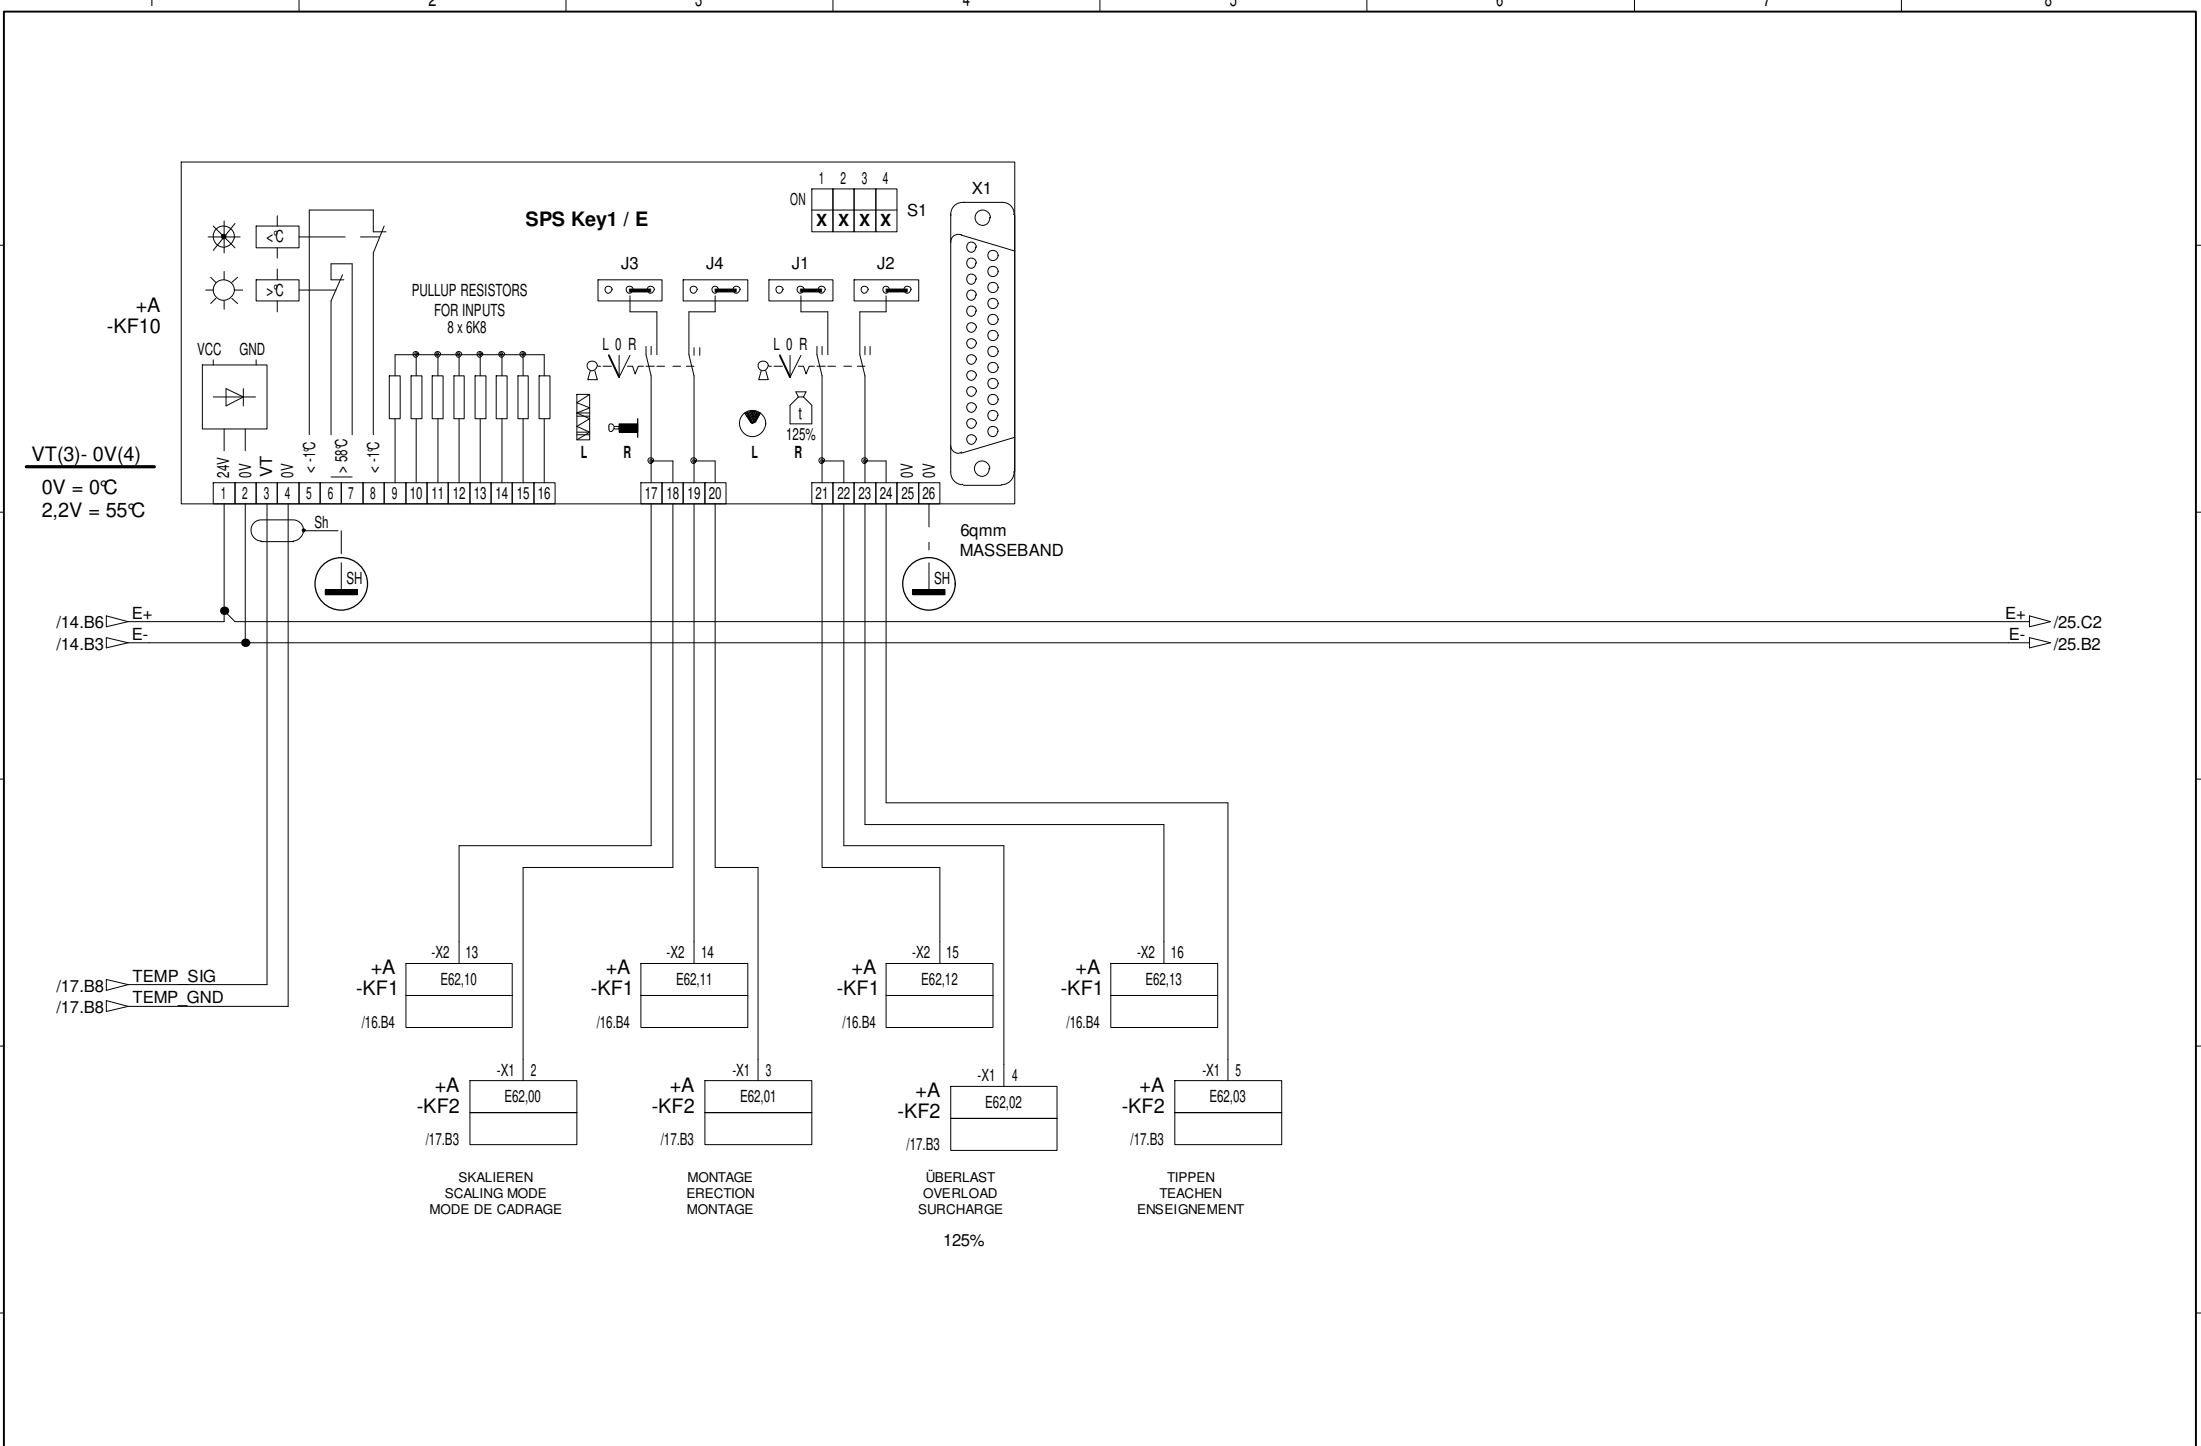 1 2 3 4 5 6 7 8
1 2 3 4
ON
X X X X
S1
X1
SPS Key1 / E
<℃
>℃
J3 J4 J1 J2
PULLUP RESISTORS
FOR INPUTS
8 x 6K8
+A
-KF10
VCC GND
L 0 R
L 0 R
t
125%
L R L R
VT(3)- 0V(4)
0V = 0℃
2,2V = 55℃
24V 0V VT 0V < -1℃ > 58℃ < -1℃
0V 0V
1 2 3 4 5 6 7 8 9 10 11 12 13 14 15 16 17 18 19 20 21 22 23 24 25 26
Sh
SH
6qmm
MASSEBAND
SH
/14.B6 E+
/14.B3 E-
E+ /25.C2
E- /25.B2
/17.B8 TEMP_SIG
/17.B8 TEMP_GND
-X2 13
+A
-KF1
E62,10
/16.B4
-X2 14
+A
-KF1
E62,11
/16.B4
-X2 15
+A
-KF1
E62,12
/16.B4
-X2 16
+A
-KF1
E62,13
/16.B4
-X1 2
+A
-KF2
E62,00
/17.B3
-X1 3
+A
-KF2
E62,01
/17.B3
-X1 4
+A
-KF2
E62,02
/17.B3
-X1 5
+A
-KF2
E62,03
/17.B3
SKALIEREN
SCALING MODE
MODE DE CADRAGE
MONTAGE
ERECTION
MONTAGE
ÜBERLAST
OVERLOAD
SURCHARGE
125%
TIPPEN
TEACHEN
ENSEIGNEMENT